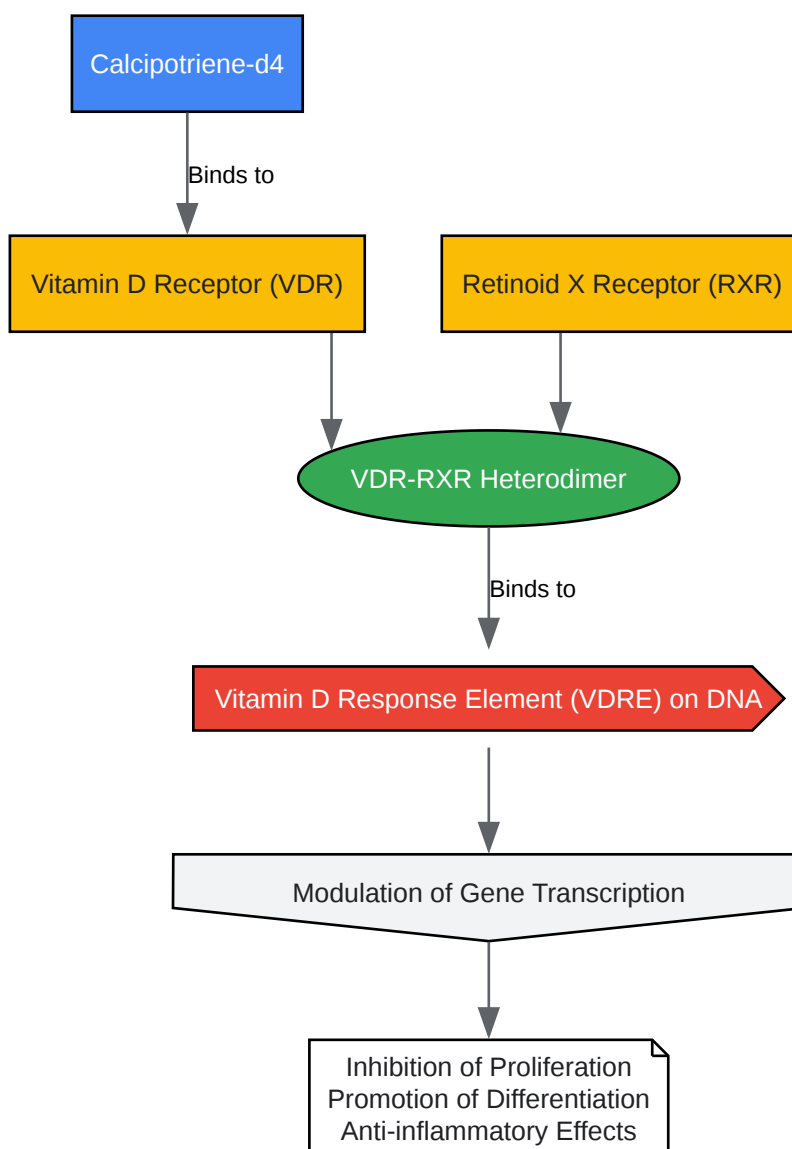 Calcipotriene-d4
Binds to
Vitamin D Receptor (VDR)
Retinoid X Receptor (RXR)
VDR-RXR Heterodimer
Binds to
Vitamin D Response Element (VDRE) on DNA
Modulation of Gene Transcription
Inhibition of Proliferation
Promotion of Differentiation
Anti-inflammatory Effects